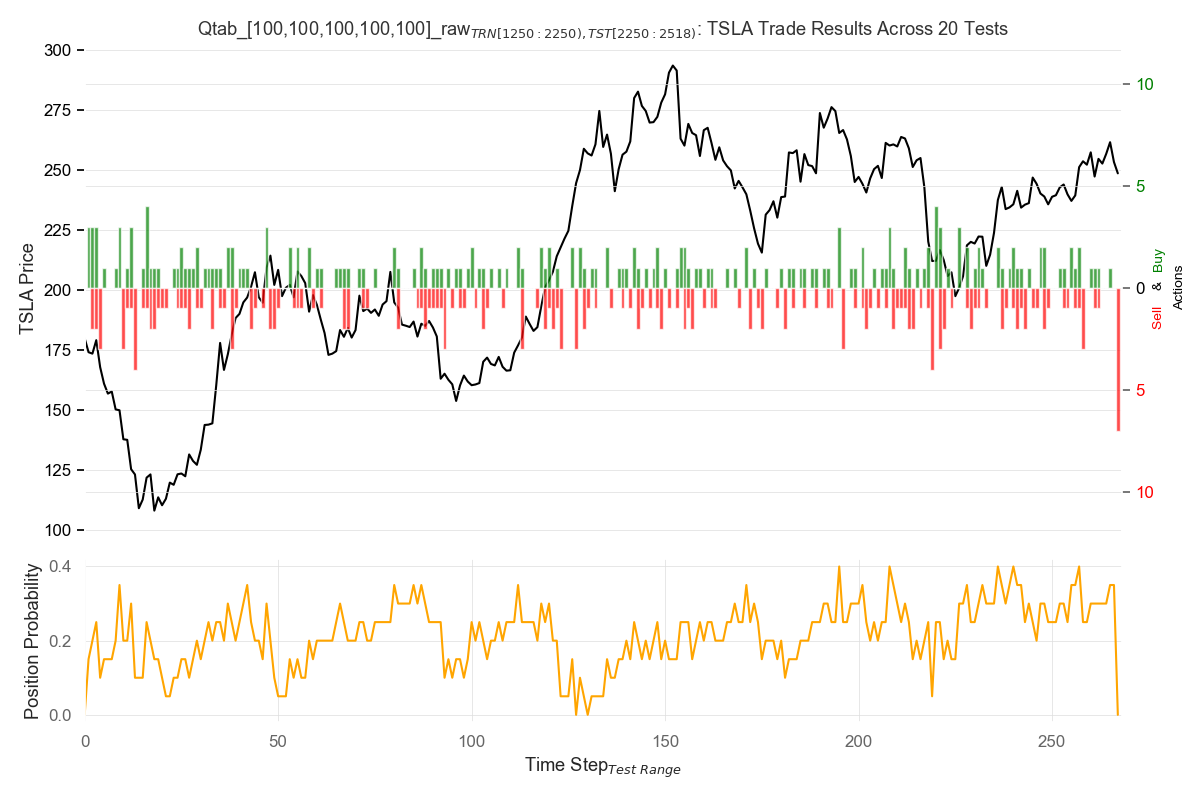 Qtab_[100,100,100,100,100]_raw_TRN[1250:2250),TST[2250:2518): TSLA Trade Results Across 20 Tests
300
275
250
225
200
175
150
125
100
TSLA Price
10
5
0
5
10
Sell & Buy
Actions
0.4
0.2
0.0
Position Probability
0 50 100 150 200 250
Time Step Test Range